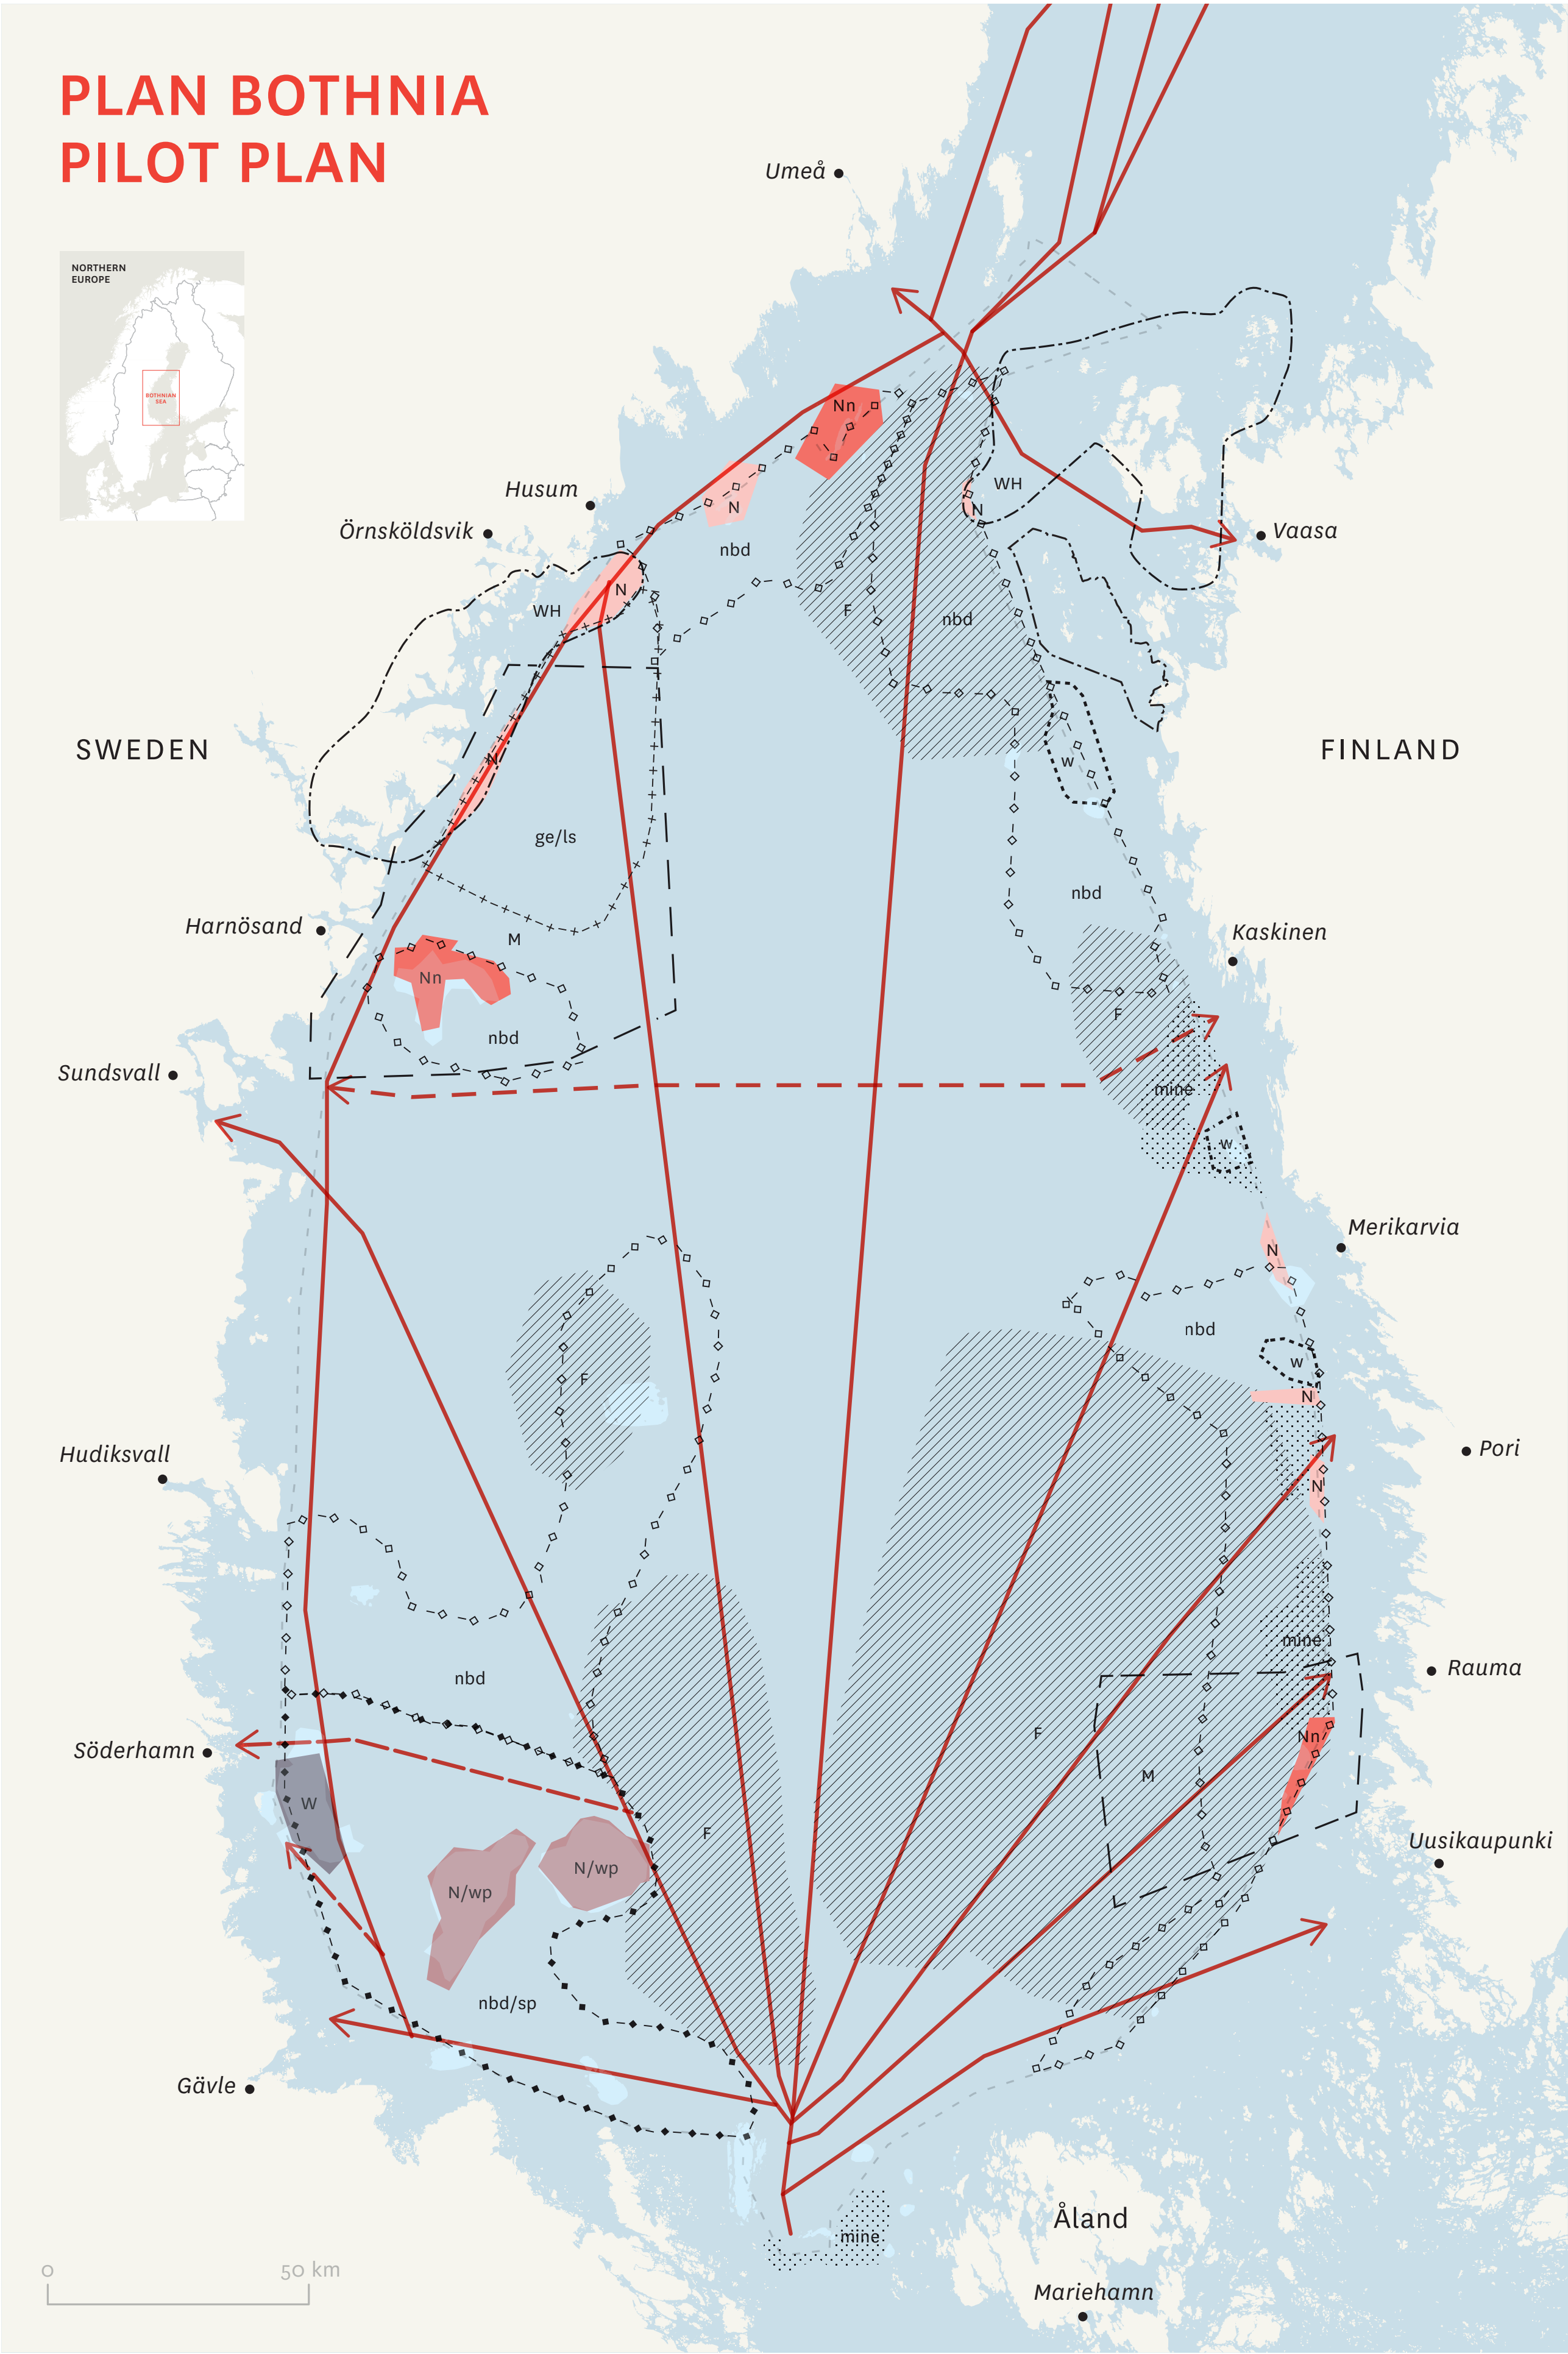 PLAN BOTHNIA
PILOT PLAN
Umeå
NORTHERN
EUROPE
BOTHNIAN
SEA
Nn
Husum
WH
N
N
Örnsköldsvik
Vaasa
nbd
N
WH
F
nbd
SWEDEN
FINLAND
N
w
ge/ls
nbd
Harnösand
M
Kaskinen
Nn
F
nbd
Sundsvall
mine
w
Merikarvia
N
nbd
w
F
N
Hudiksvall
Pori
N
mine
Rauma
nbd
F
Nn
Söderhamn
M
W
F
Uusikaupunki
N/wp
N/wp
nbd/sp
Gävle
Åland
mine
0
50 km
Mariehamn